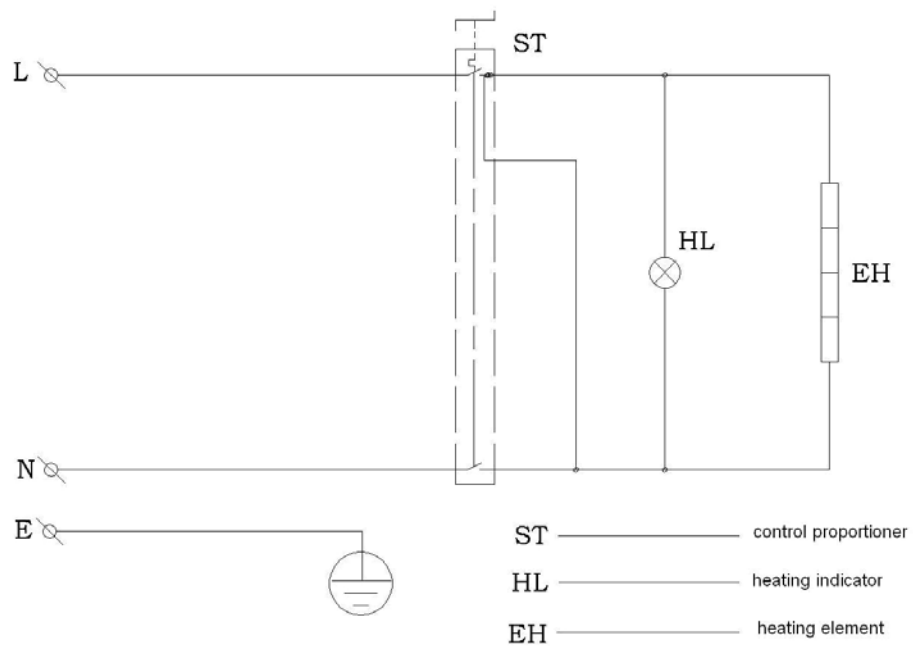 ST
L
HL
EH
N
E
ST control proportioner
HL heating indicator
EH heating element